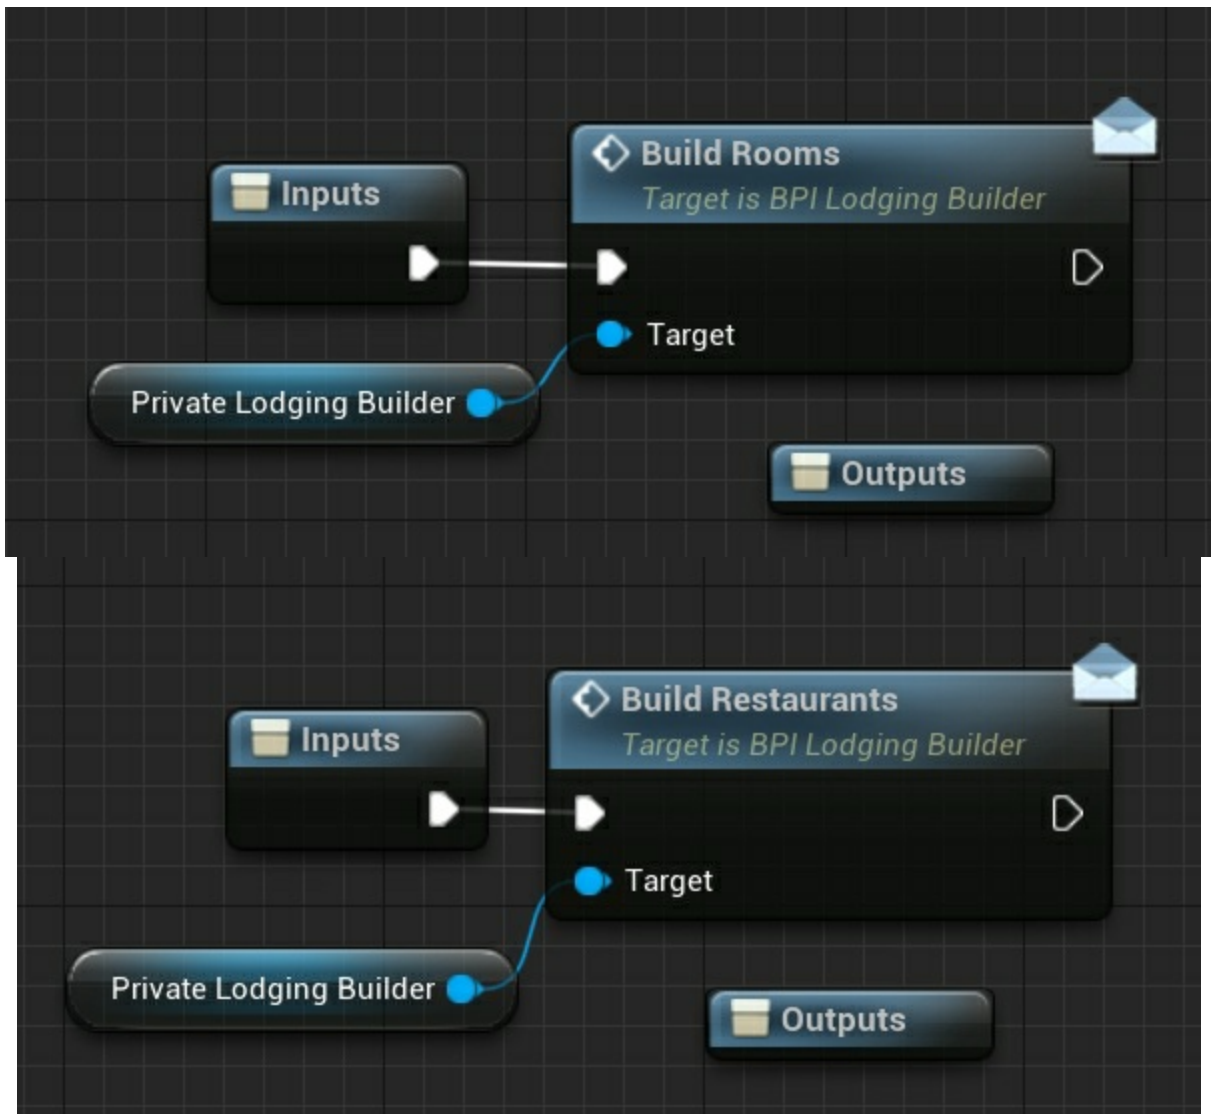 Build Rooms
Target is BPI Lodging Builder
Inputs
Target
Private Lodging Builder
Outputs
Build Restaurants
Target is BPI Lodging Builder
Inputs
Target
Private Lodging Builder
Outputs